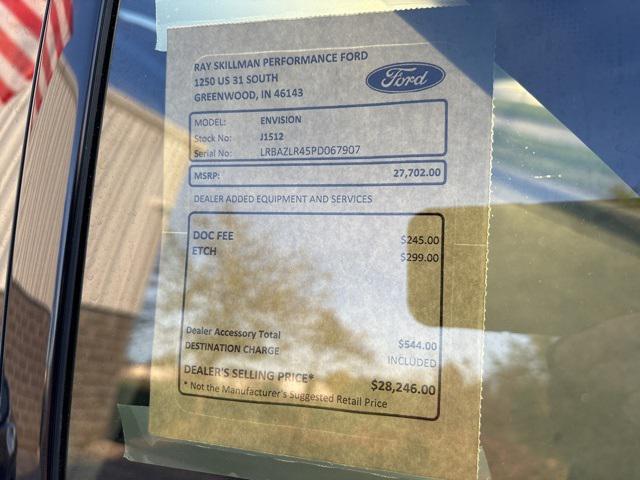 RAY SKILLMAN PERFORMANCE FORD
1250 US 31 SOUTH
GREENWOOD, IN 46143
Ford
MODEL: ENVISION
Stock No: J1512
Serial No: LRBAZLR45PD067907
MSRP: 27,702.00
DEALER ADDED EQUIPMENT AND SERVICES
DOC FEE $245.00
ETCH $299.00
Dealer Accessory Total $544.00
DESTINATION CHARGE INCLUDED
DEALER'S SELLING PRICE* $28,246.00
* Not the Manufacturer's Suggested Retail Price